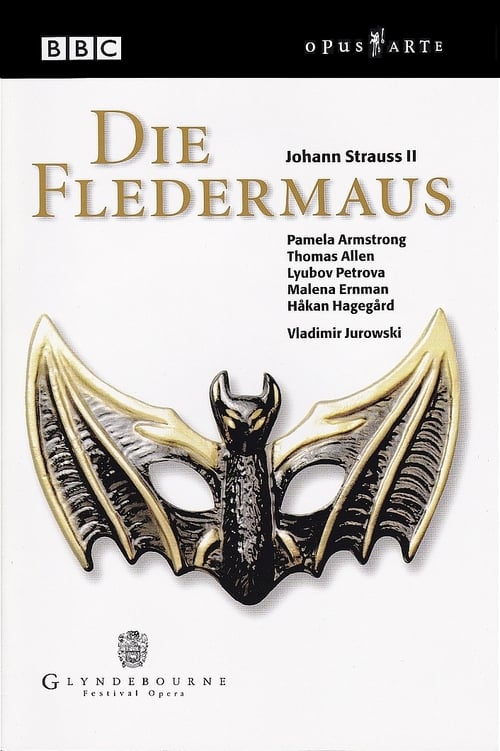 BBC
OPUS ARTE
DIE
FLEDERMAUS
Johann Strauss II
Pamela Armstrong
Thomas Allen
Lyubov Petrova
Malena Ernman
Håkan Hagegård
Vladimir Jurowski
GLYNDEBOURNE
Festival Opera